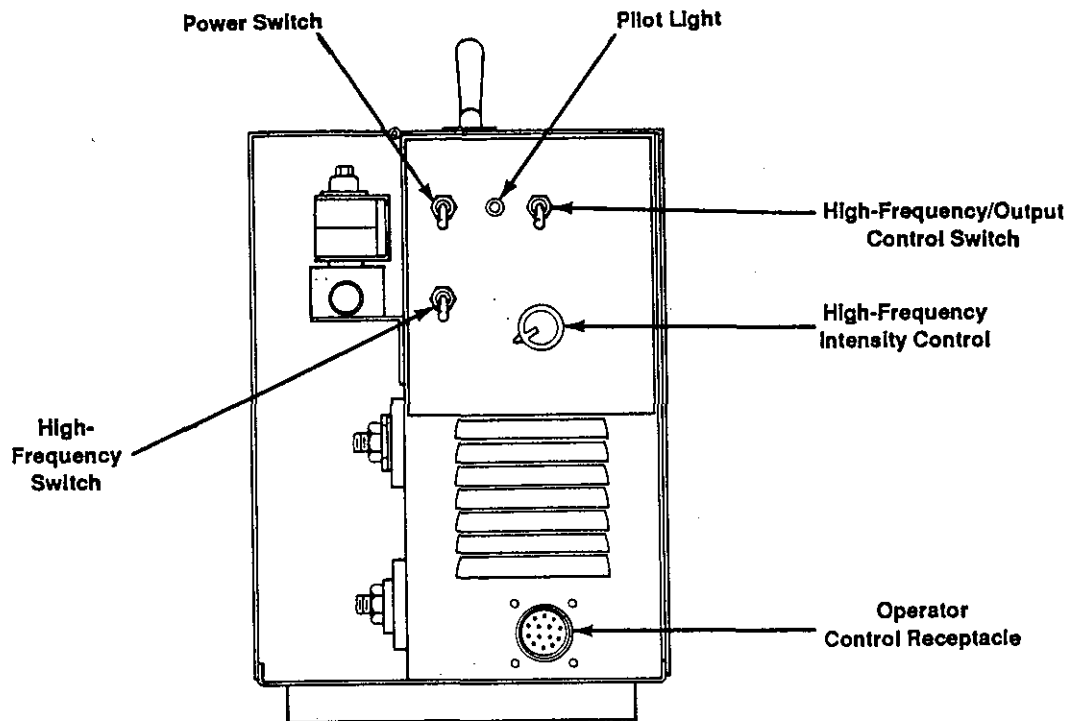 Power Switch
Pilot Light
High-Frequency/Output
Control Switch
High-Frequency
Intensity Control
High-
Frequency
Switch
Operator
Control Receptacle